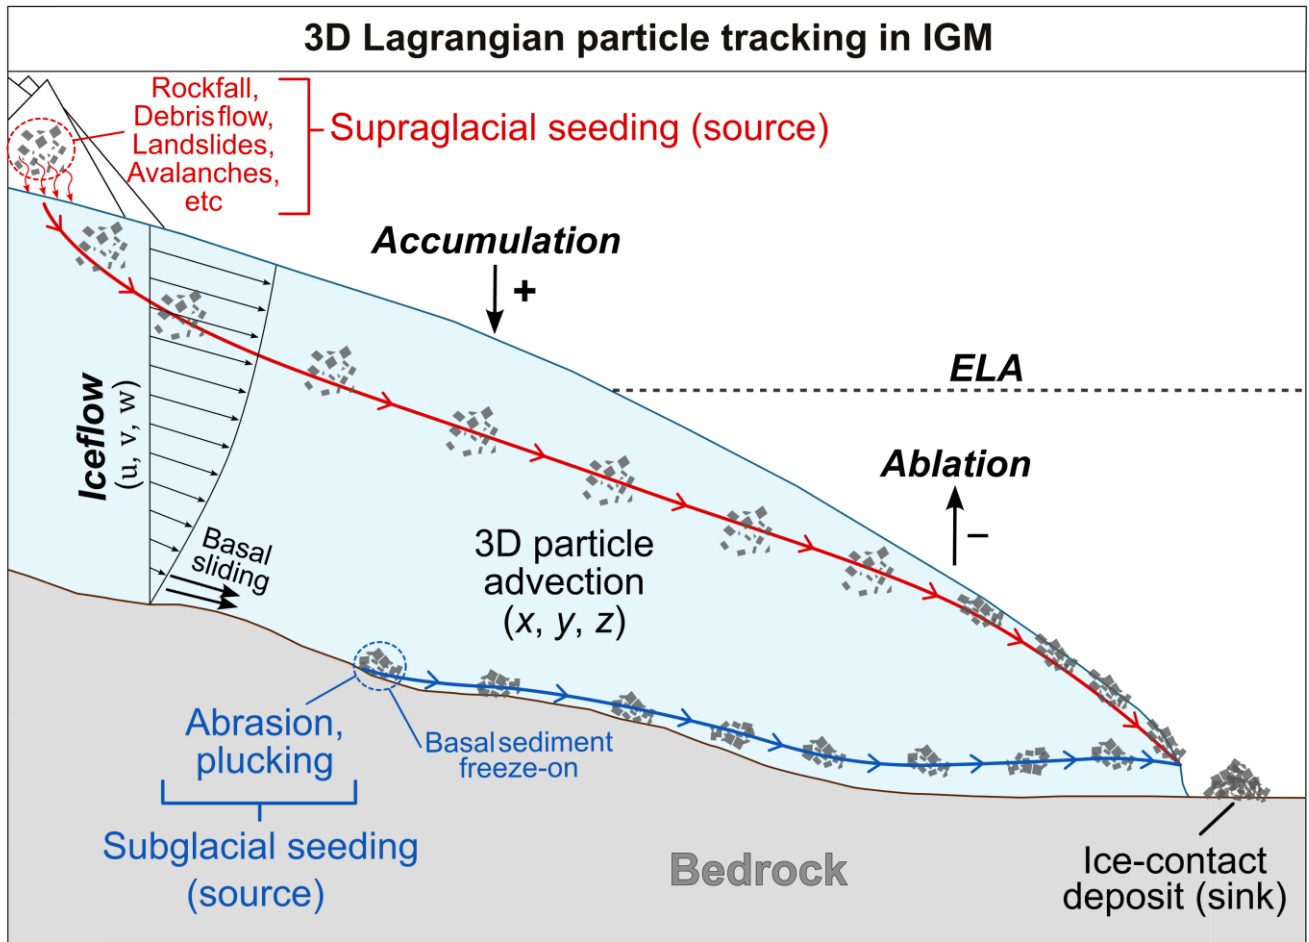 3D Lagrangian particle tracking in IGM
Rockfall,
Debris flow,
Landslides,
Avalanches,
etc
Supraglacial seeding (source)
Accumulation
+
ELA
Ablation
–
Iceflow
(u, v, w)
Basal
sliding
3D particle
advection
(x, y, z)
Abrasion,
plucking
Basal sediment
freeze-on
Subglacial seeding
(source)
Bedrock
Ice-contact
deposit (sink)